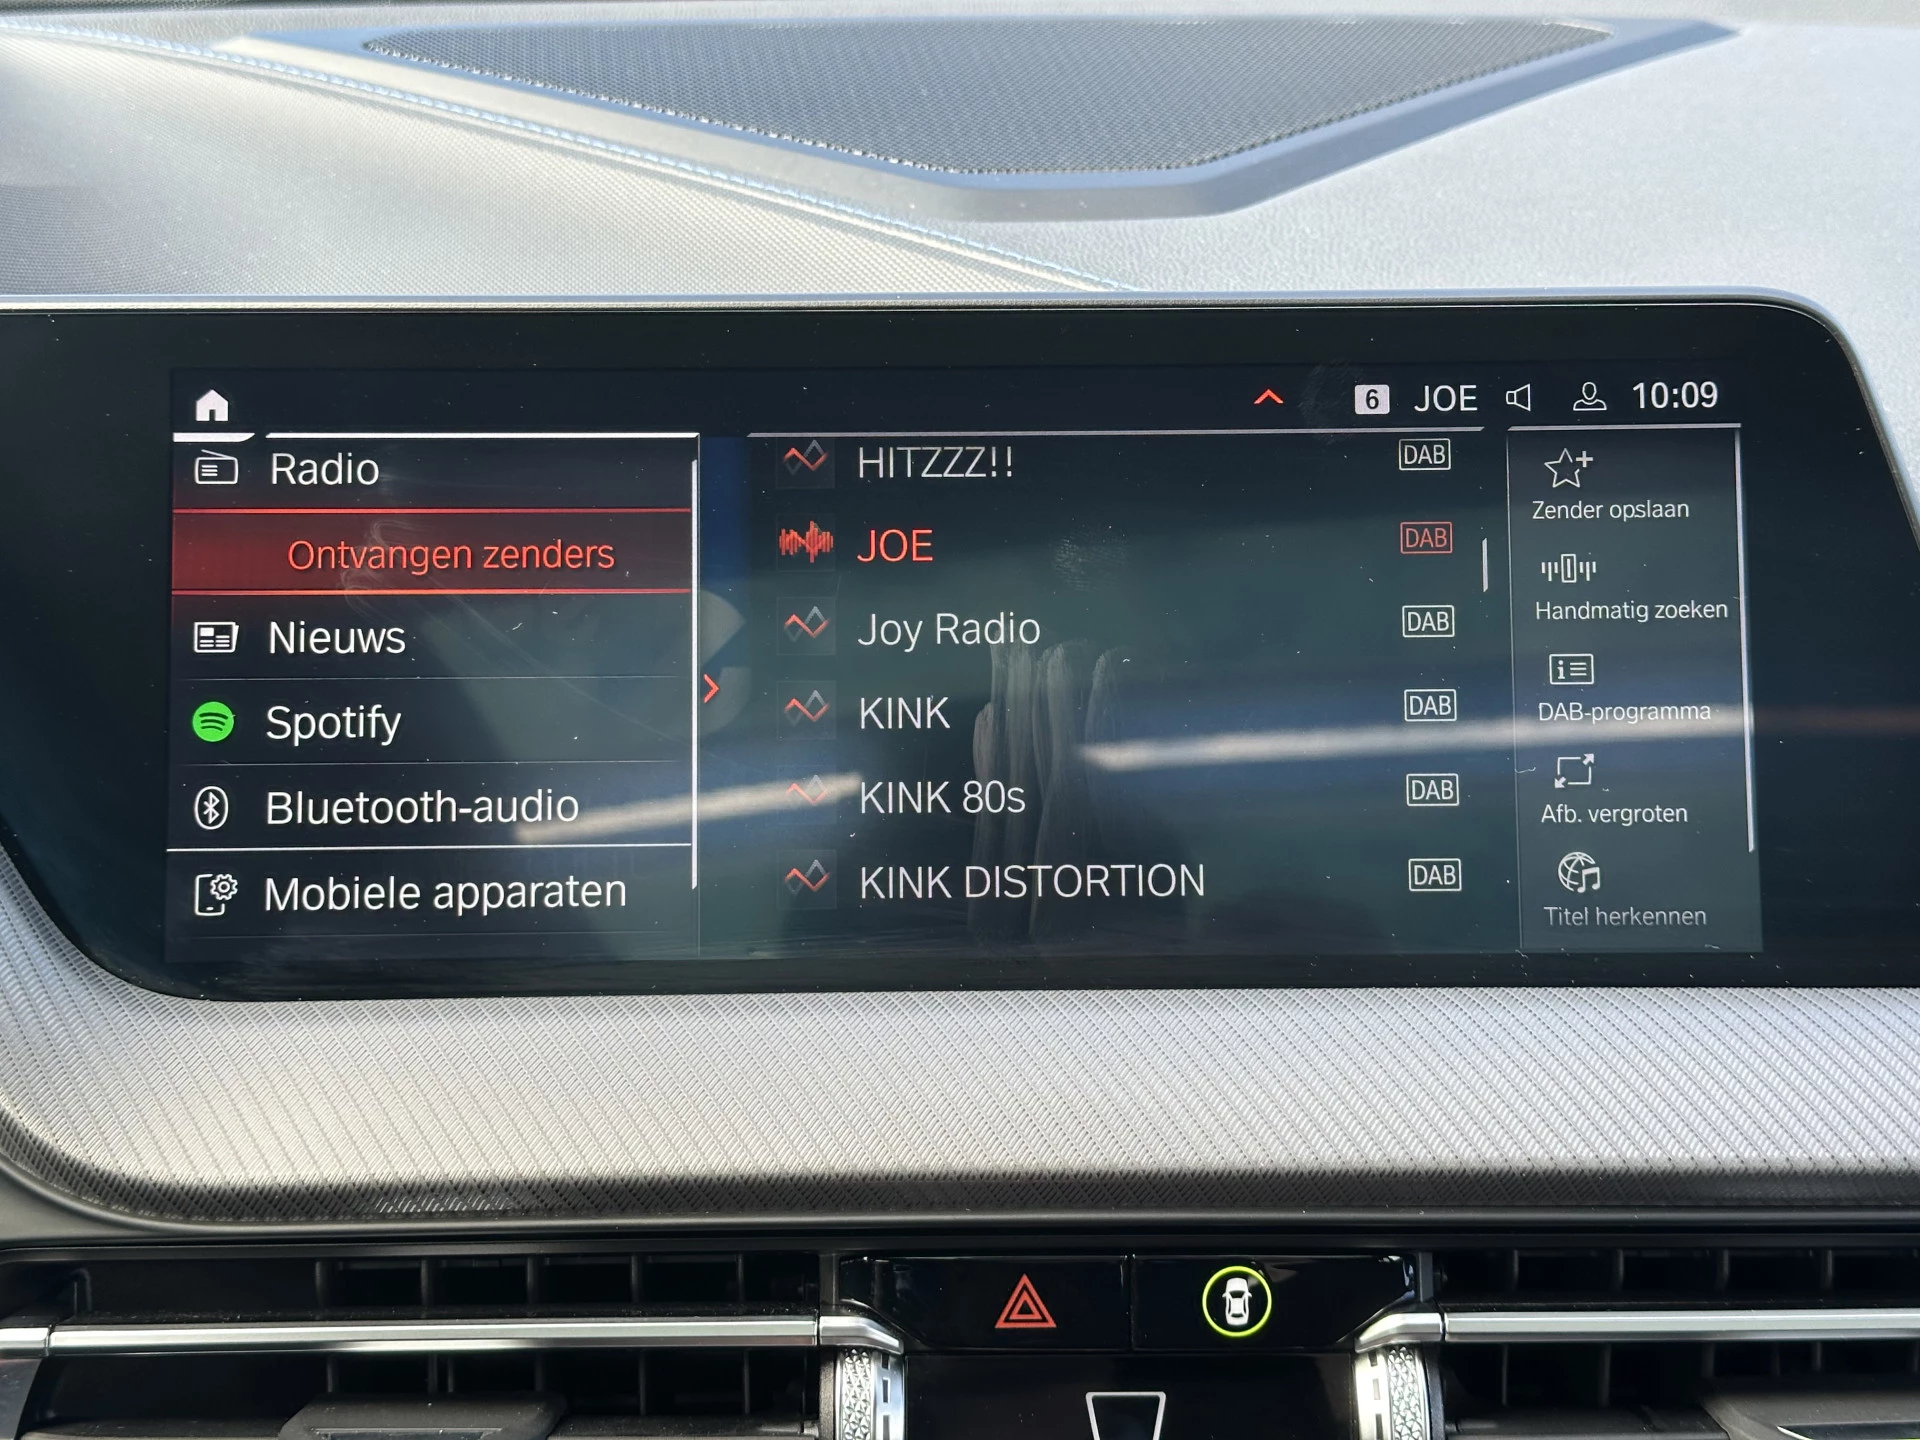 6 JOE 10:09
Radio
Ontvangen zenders
Nieuws
Spotify
Bluetooth-audio
Mobiele apparaten
HITZZZ!! DAB
JOE DAB
Joy Radio DAB
KINK DAB
KINK 80s DAB
KINK DISTORTION DAB
Zender opslaan
Handmatig zoeken
DAB-programma
Afb. vergroten
Titel herkennen